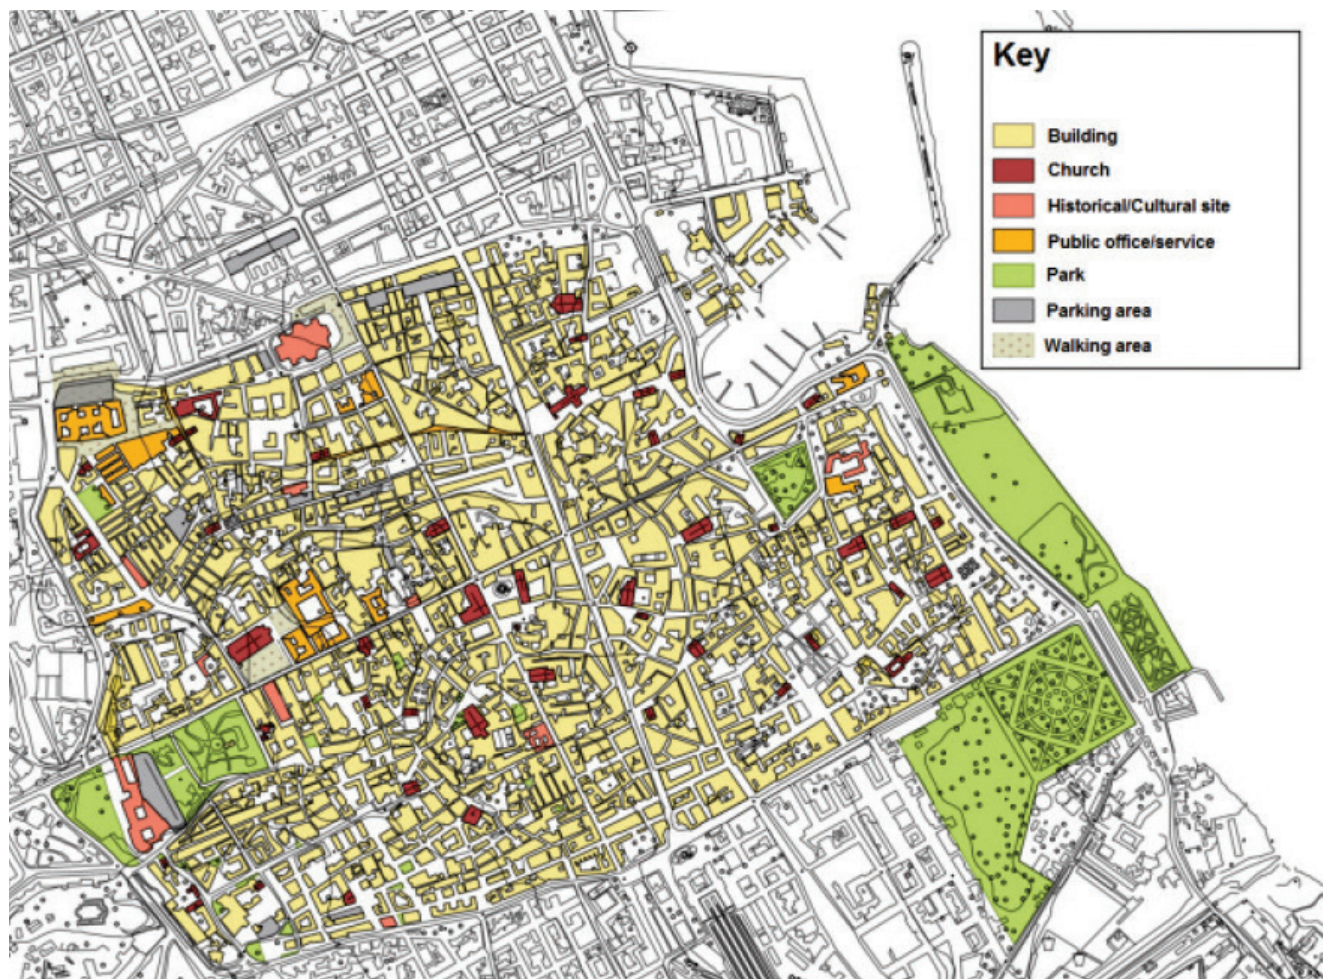 Key
Building
Church
Historical/Cultural site
Public office/service
Park
Parking area
Walking area